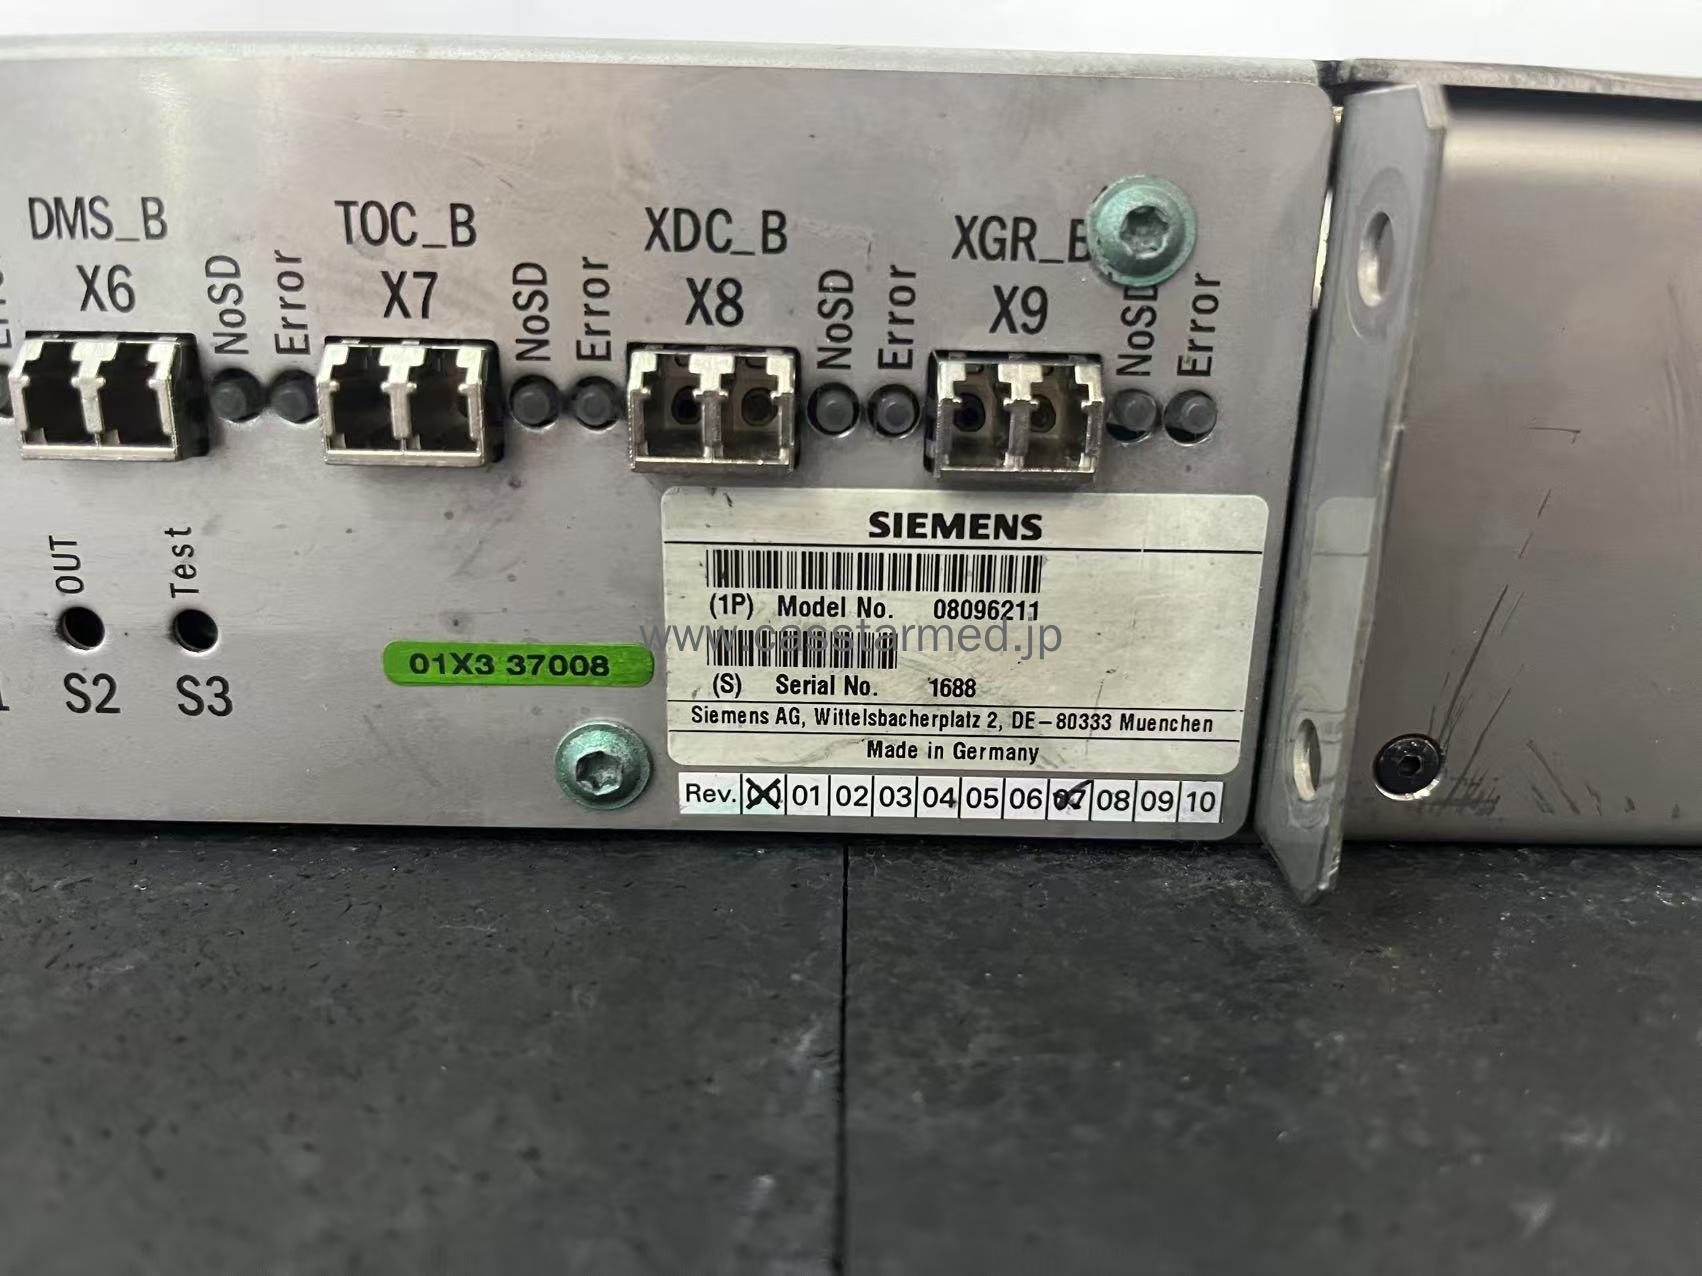 DMS_B
TOC_B
XDC_B
XGR_B
X6
NoSD
Error
X7
NoSD
Error
X8
NoSD
Error
X9
NoSD
Error
OUT
Test
S2
S3
01X3 37008
SIEMENS
(1P) Model No. 08096211
www.casstarmed.jp
(S) Serial No. 1688
Siemens AG, Wittelsbacherplatz 2, DE-80333 Muenchen
Made in Germany
Rev. 00 01 02 03 04 05 06 07 08 09 10